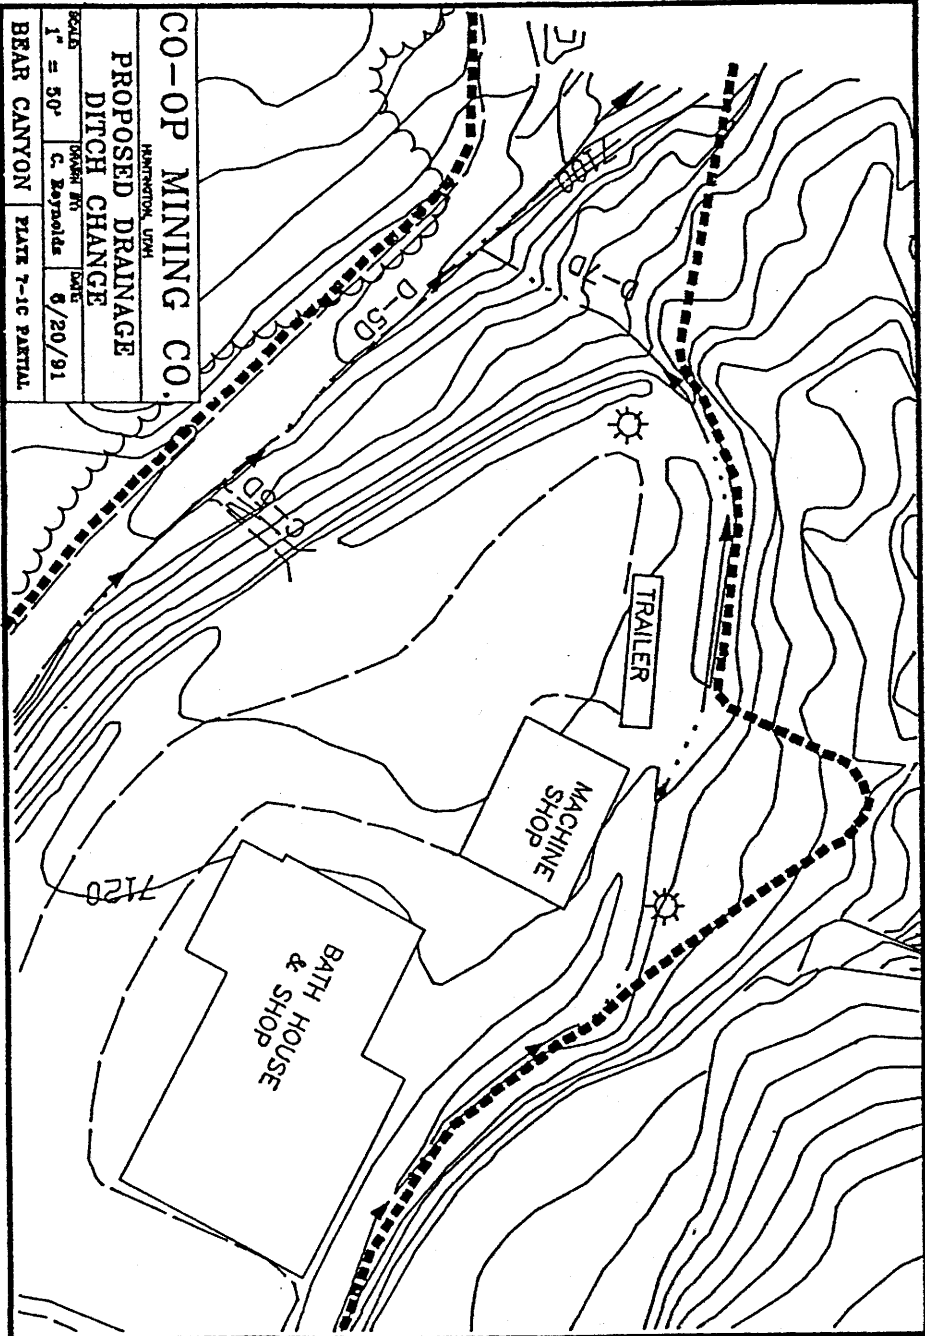 CO-OP MINING CO.
HUNTINGTON, UTAH
PROPOSED DRAINAGE
DITCH CHANGE
SCALE
1" = 50'
DRAWN BY:
C. Reynolds
DATE
6/20/91
BEAR CANYON
PLATE 7-1C PARTIAL
D-7D
D-5D
C-6D
TRAILER
MACHINE
SHOP
BATH HOUSE
& SHOP
7120